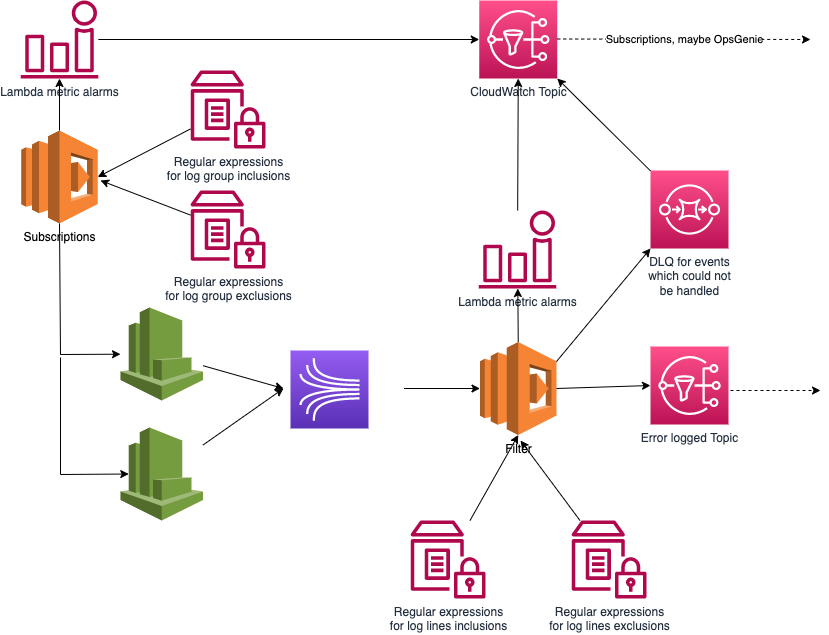 Subscriptions, maybe OpsGenie
Lambda metric alarms
CloudWatch Topic
Regular expressions
for log group inclusions
Subscriptions
Regular expressions
for log group exclusions
DLQ for events
which could not
be handled
Lambda metric alarms
Error logged Topic
Filter
Regular expressions
for log lines inclusions
Regular expressions
for log lines exclusions